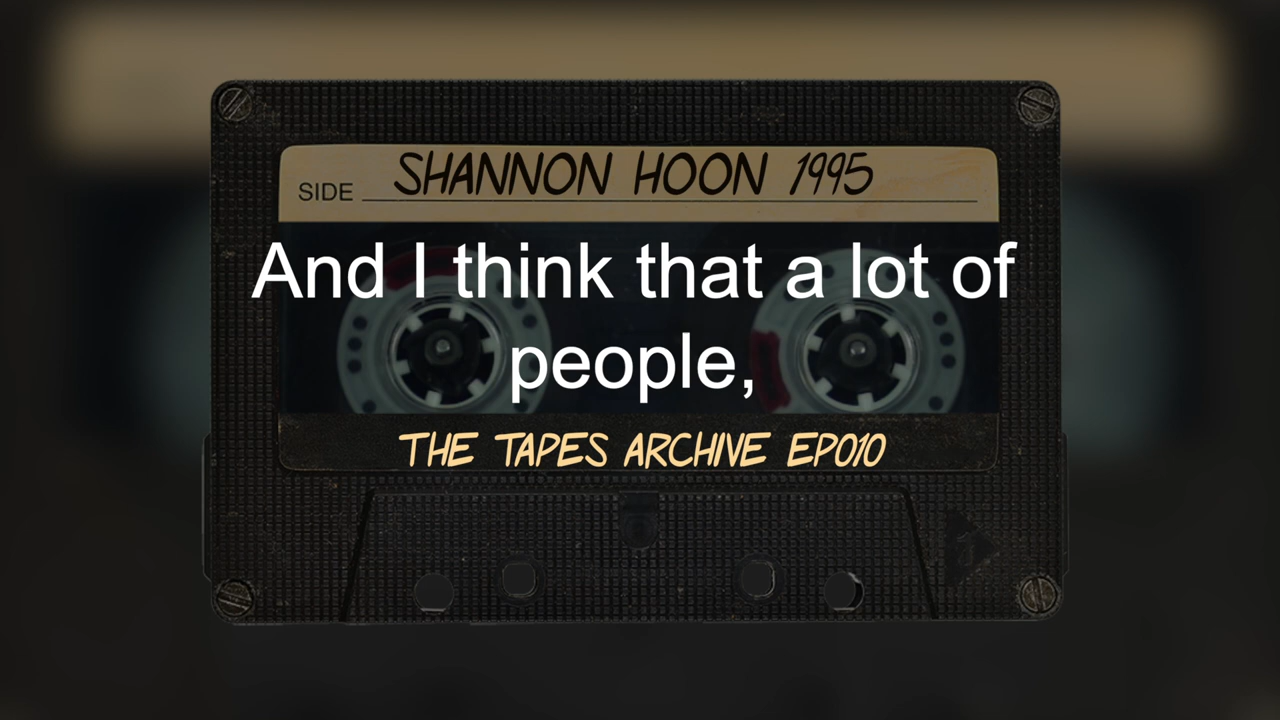 SHANNON HOON 1995
SIDE
And I think that a lot of
people,
THE TAPES ARCHIVE EP010